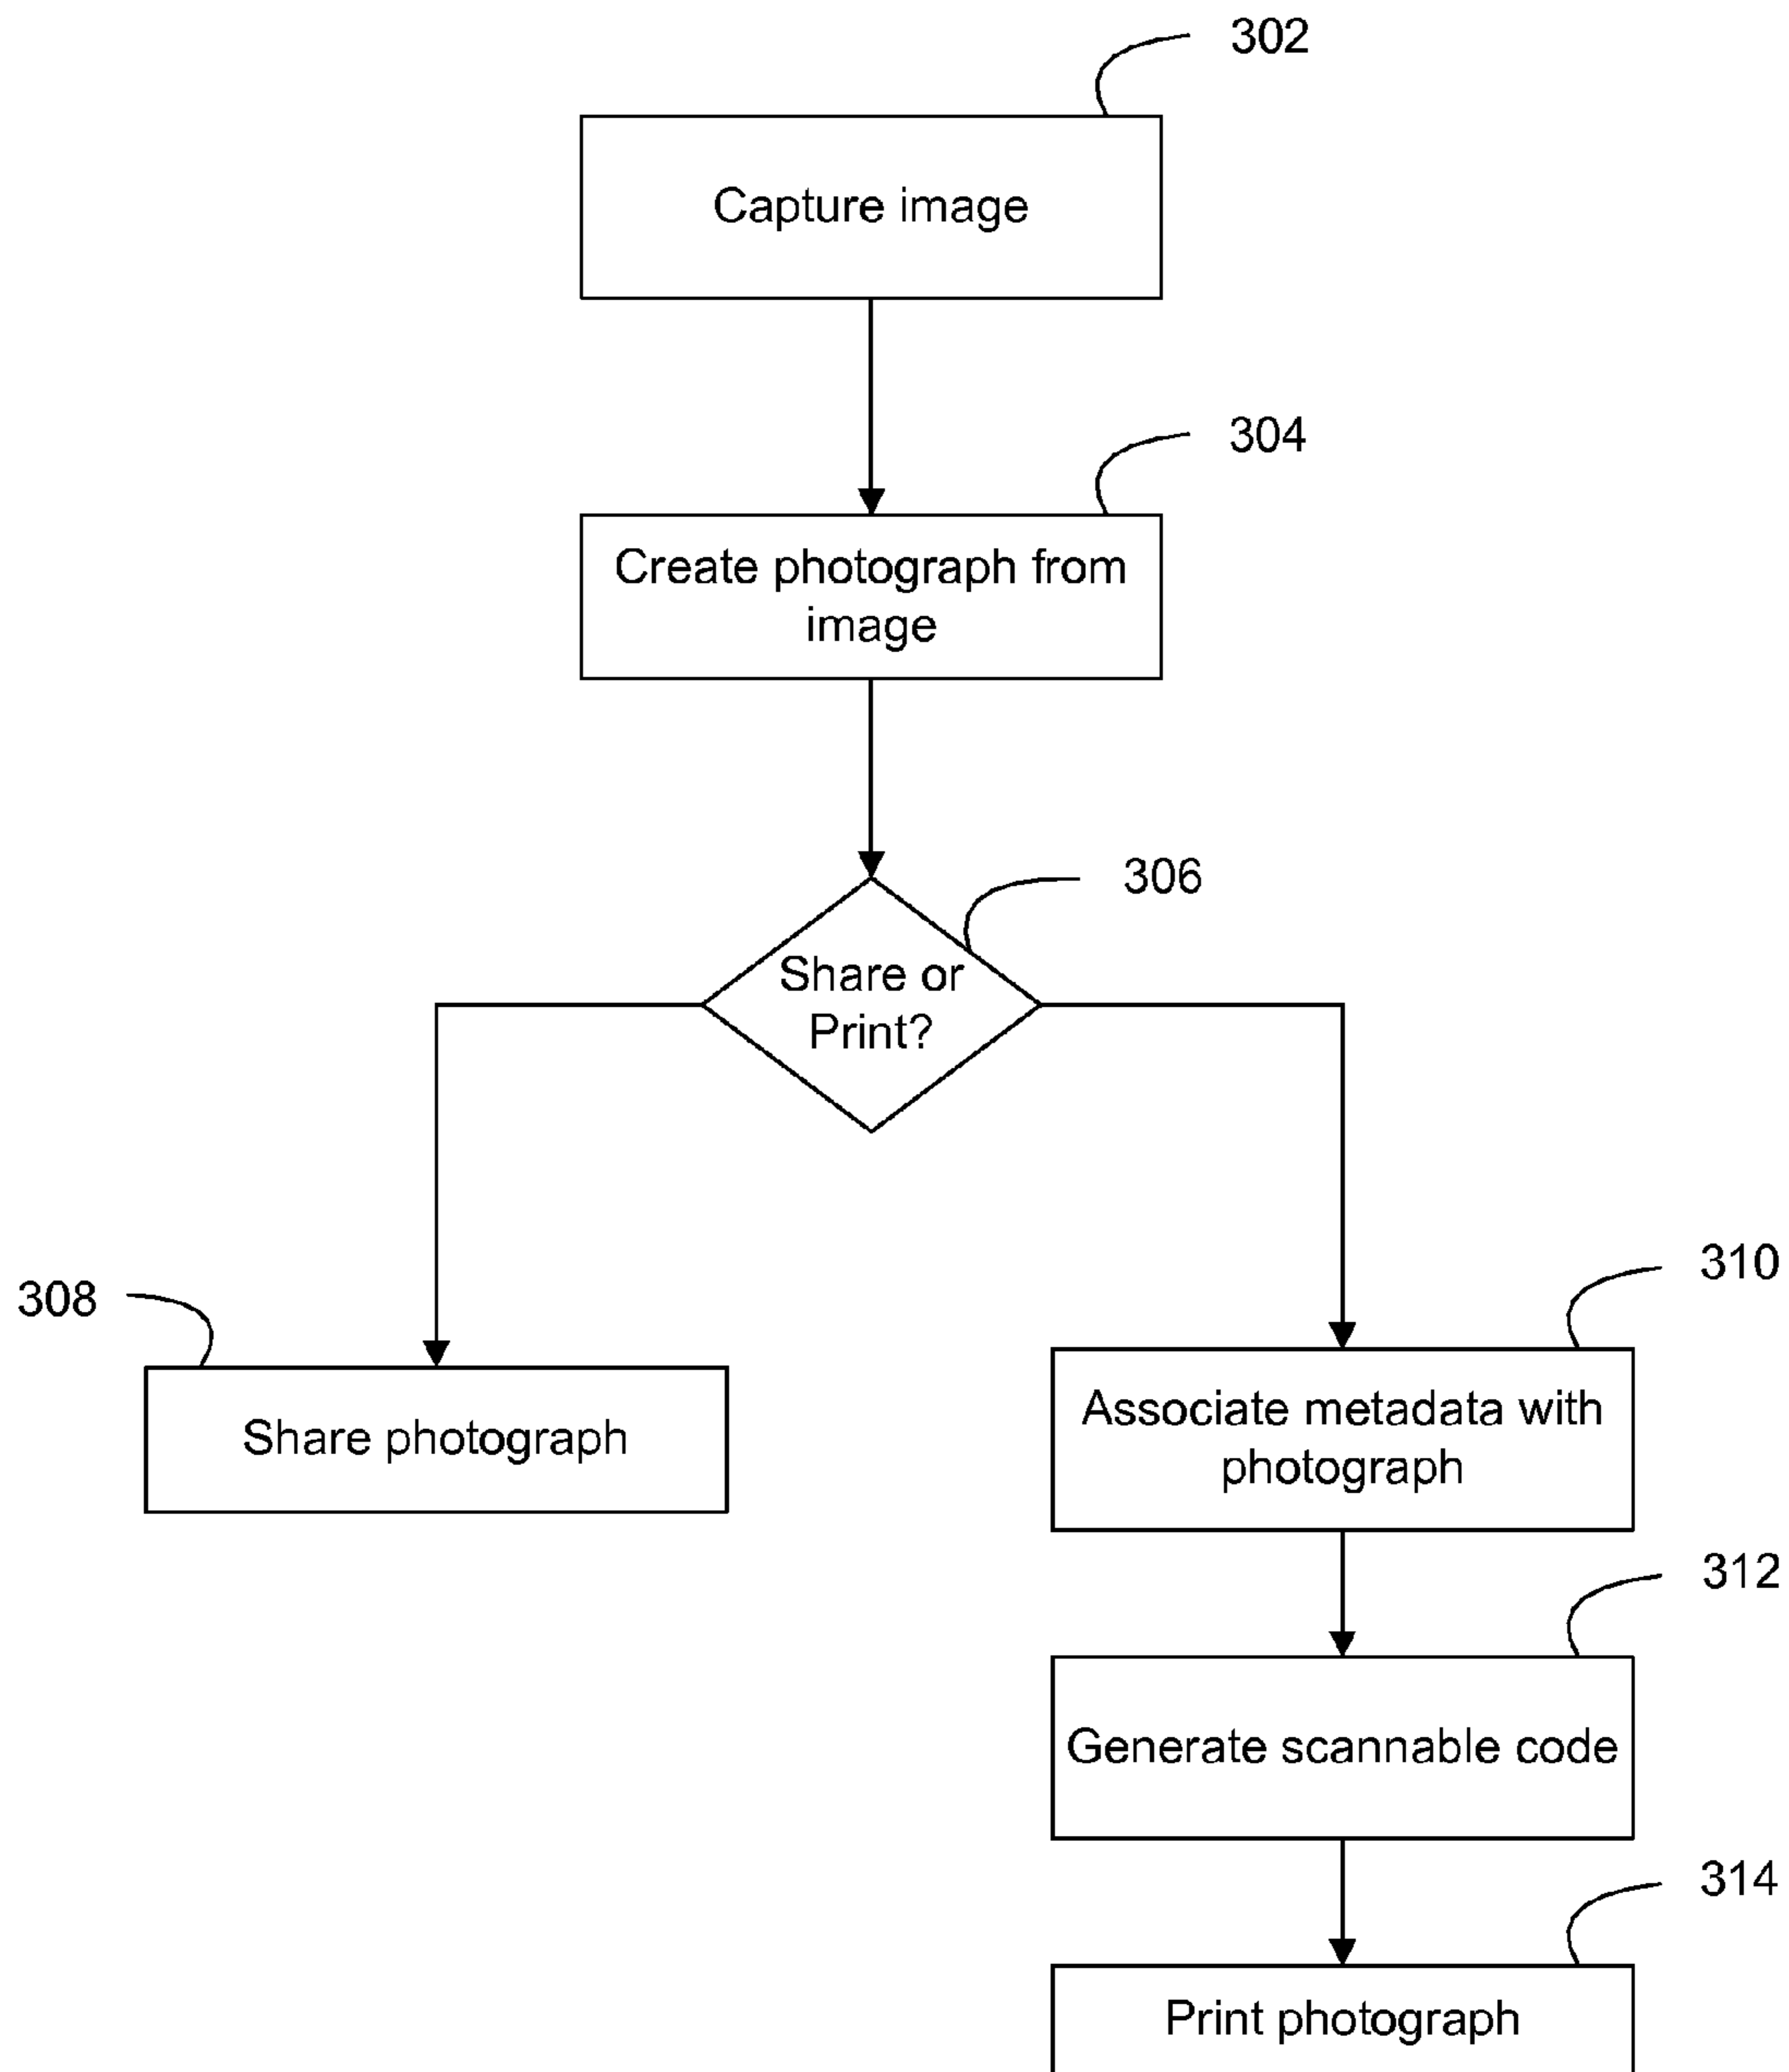 302
Capture image
304
Create photograph from
image
306
Share or
Print?
308
Share photograph
310
Associate metadata with
photograph
312
Generate scannable code
314
Print photograph